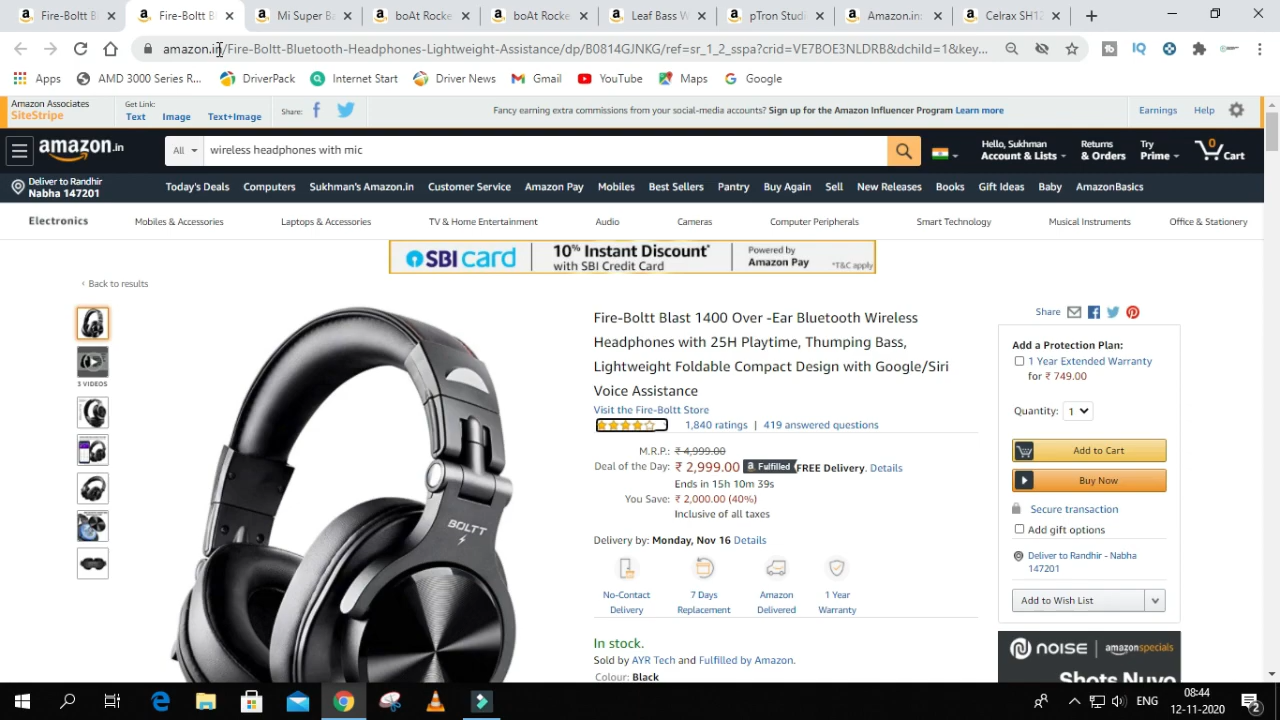 Fire-Boltt B
Fire-Boltt B
Mi Super Ba
boAt Rocke
boAt Rocke
Leaf Bass W
pTron Studi
Amazon.in:
Celrax SH12
amazon.in/Fire-Boltt-Bluetooth-Headphones-Lightweight-Assistance/dp/B0814GJNKG/ref=sr_1_2_sspa?crid=VE7BOE3NLDRB&dchild=1&key...
Apps
AMD 3000 Series R...
DriverPack
Internet Start
Driver News
Gmail
YouTube
Maps
Google
Amazon Associates
SiteStripe
Get Link:
Text Image Text+Image
Share:
Fancy earning extra commissions from your social-media accounts? Sign up for the Amazon Influencer Program Learn more
Earnings Help
amazon.in
All
wireless headphones with mic
Hello, Sukhman
Account & Lists
Returns
& Orders
Try
Prime
0
Cart
Deliver to Randhir
Nabha 147201
Today's Deals Computers Sukhman's Amazon.in Customer Service Amazon Pay Mobiles Best Sellers Pantry Buy Again Sell New Releases Books Gift Ideas Baby AmazonBasics
Electronics Mobiles & Accessories Laptops & Accessories TV & Home Entertainment Audio Cameras Computer Peripherals Smart Technology Musical Instruments Office & Stationery
SBI card
10% Instant Discount*
with SBI Credit Card
Powered by
Amazon Pay
*T&C apply
‹ Back to results
3 VIDEOS
BOLTT
Fire-Boltt Blast 1400 Over -Ear Bluetooth Wireless
Headphones with 25H Playtime, Thumping Bass,
Lightweight Foldable Compact Design with Google/Siri
Voice Assistance
Visit the Fire-Boltt Store
1,840 ratings | 419 answered questions
M.R.P.: ₹ 4,999.00
Deal of the Day: ₹ 2,999.00 Fulfilled FREE Delivery. Details
Ends in 15h 10m 39s
You Save: ₹ 2,000.00 (40%)
Inclusive of all taxes
Delivery by: Monday, Nov 16 Details
No-Contact
Delivery
7 Days
Replacement
Amazon
Delivered
1 Year
Warranty
In stock.
Sold by AYR Tech and Fulfilled by Amazon.
Colour: Black
Share
Add a Protection Plan:
1 Year Extended Warranty
for ₹ 749.00
Quantity: 1
Add to Cart
Buy Now
Secure transaction
Add gift options
Deliver to Randhir - Nabha
147201
Add to Wish List
NOISE | amazonspecials
Shots Nuvo
ENG
08:44
12-11-2020
2